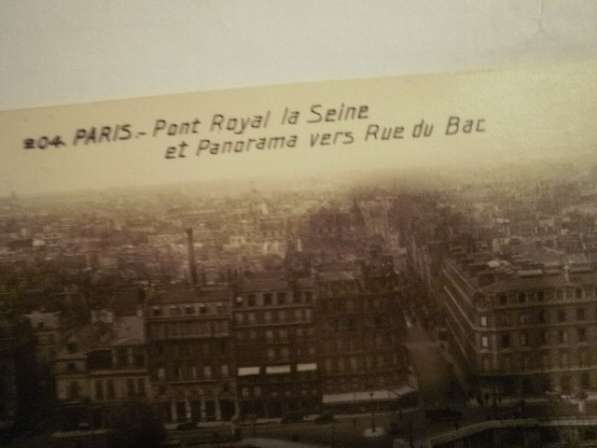 204. PARIS.- Pont Royal la Seine
et Panorama vers Rue du Bac